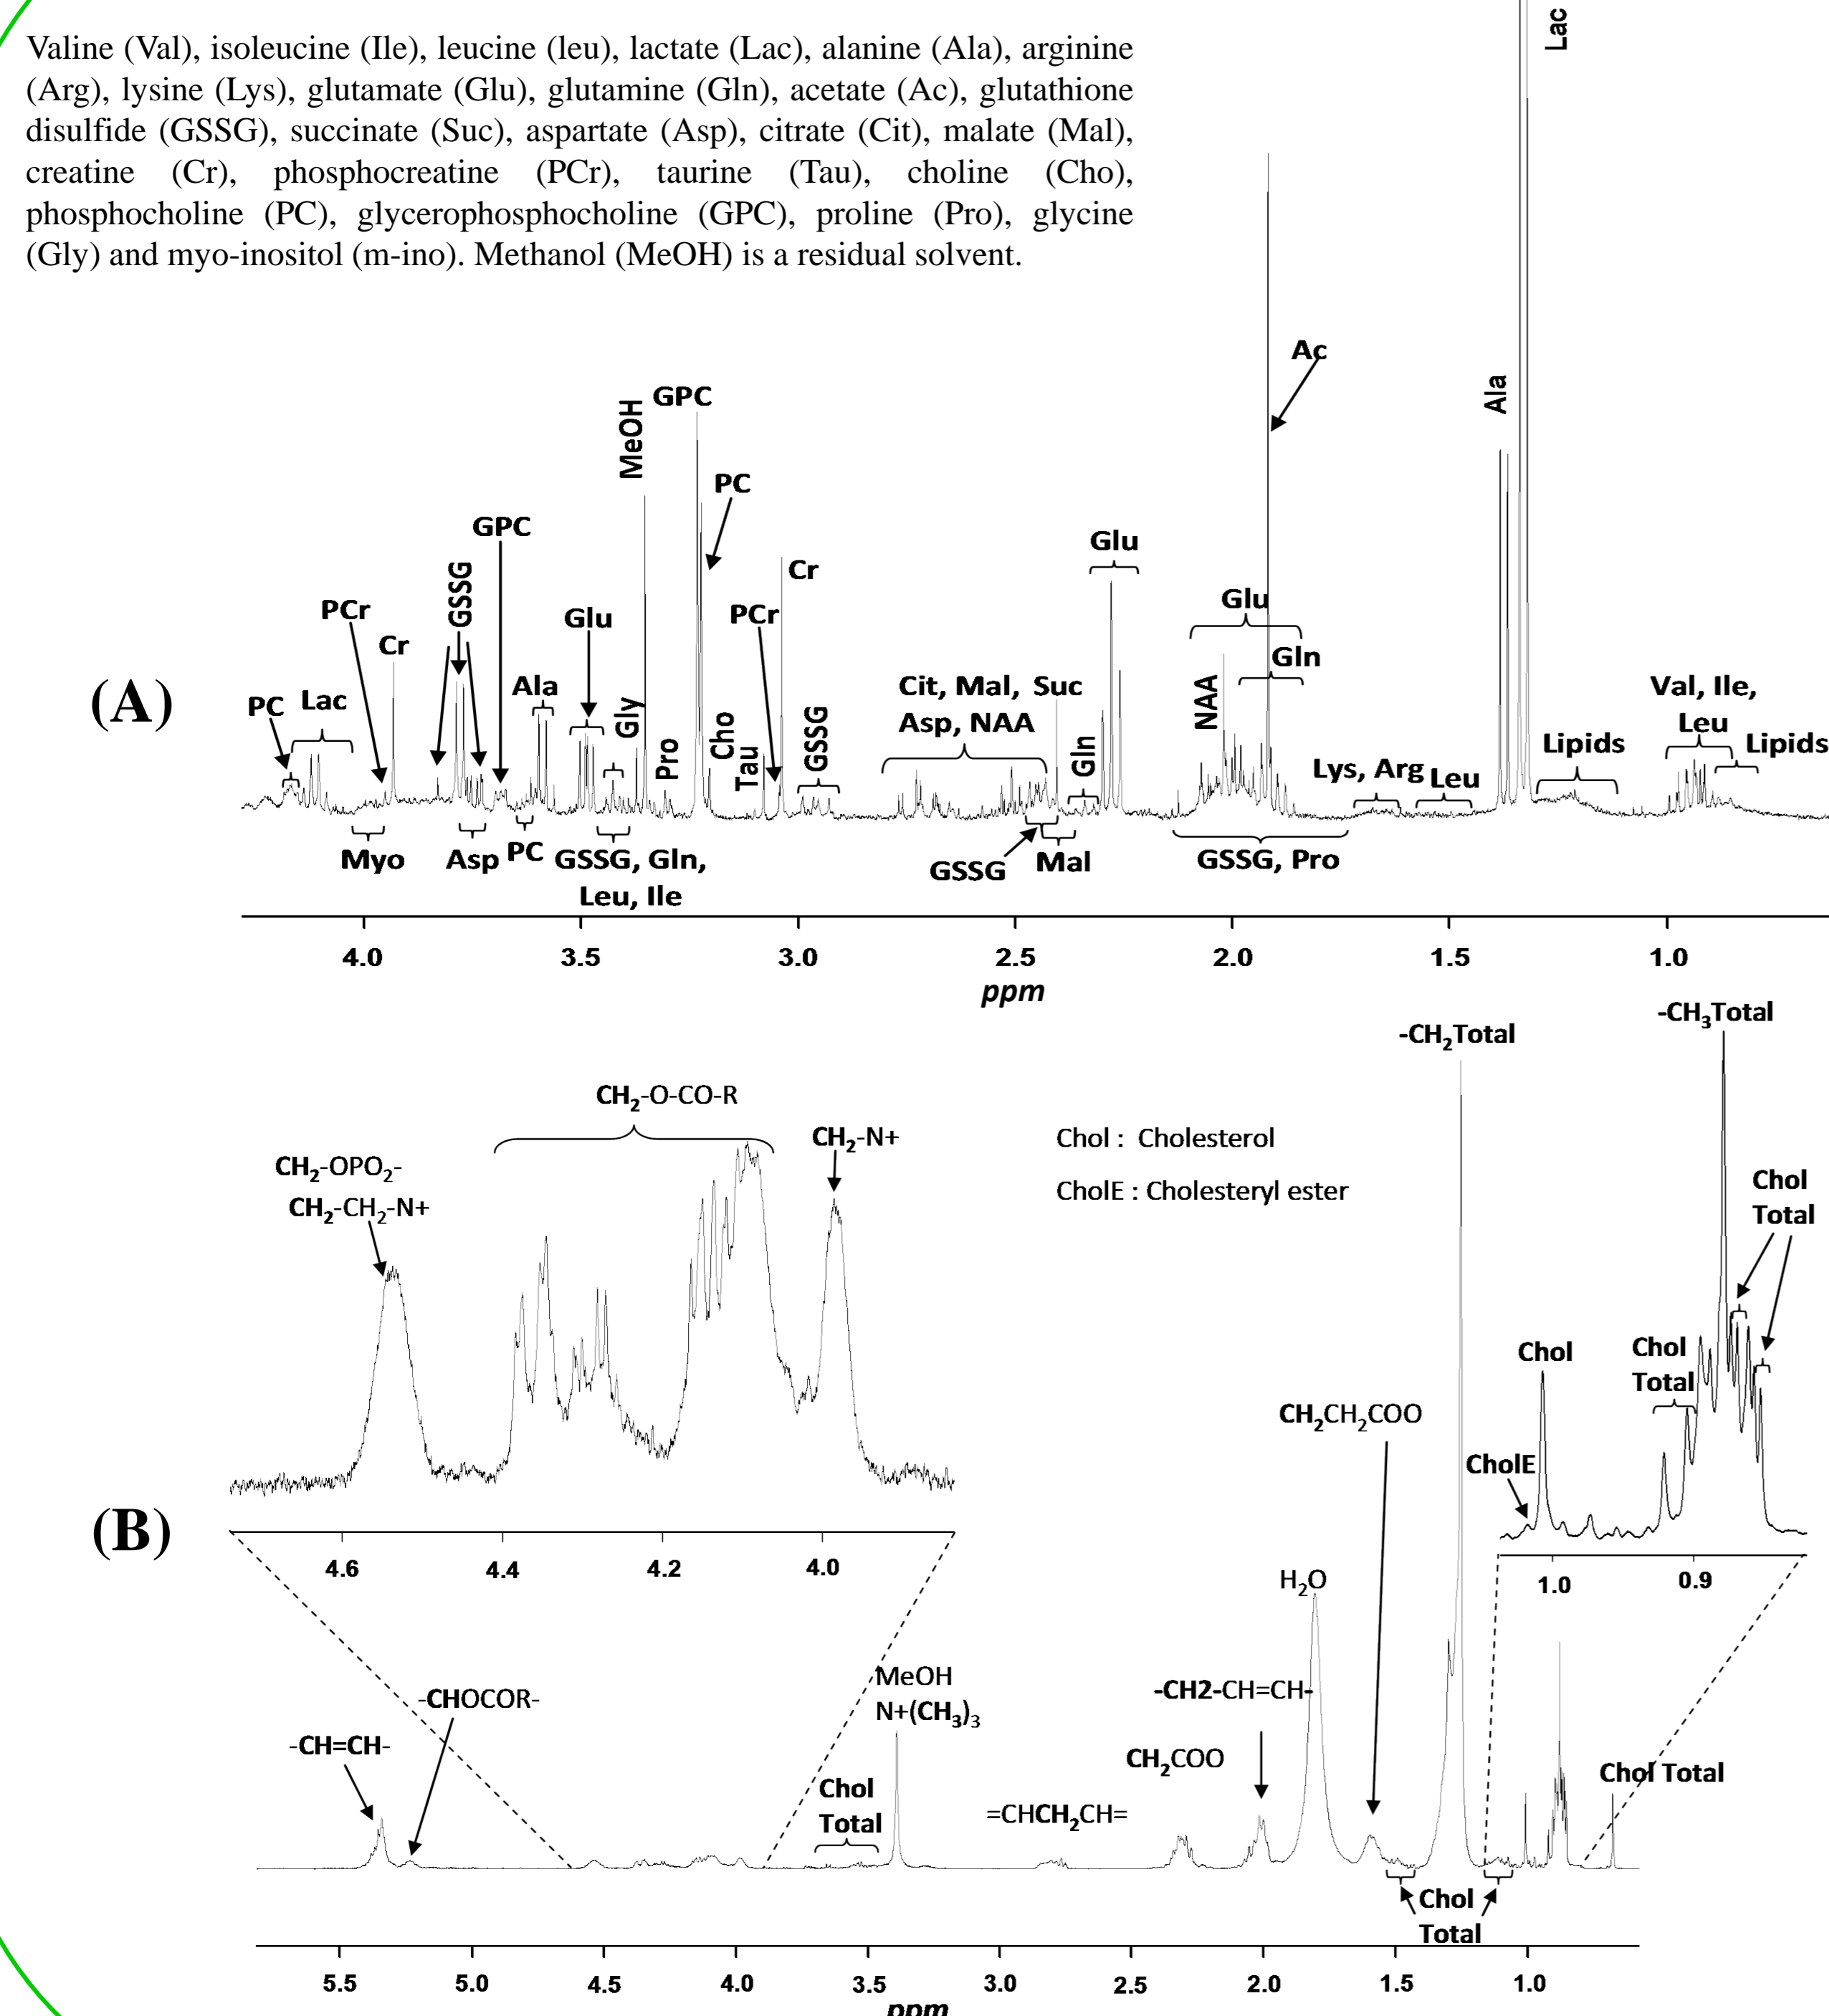 Valine (Val), isoleucine (Ile), leucine (leu), lactate (Lac), alanine (Ala), arginine
(Arg), lysine (Lys), glutamate (Glu), glutamine (Gln), acetate (Ac), glutathione
disulfide (GSSG), succinate (Suc), aspartate (Asp), citrate (Cit), malate (Mal),
creatine (Cr), phosphocreatine (PCr), taurine (Tau), choline (Cho),
phosphocholine (PC), glycerophosphocholine (GPC), proline (Pro), glycine
(Gly) and myo-inositol (m-ino). Methanol (MeOH) is a residual solvent.
Lac
Ac
Ala
GPC
MeOH
PC
GPC
Glu
Cr
GSSG
PCr
Glu
PCr
Glu
Cr
Gln
(A)
PC
Lac
Ala
Gly
Pro
Cho
Tau
GSSG
Cit, Mal, Suc
Asp, NAA
Gln
NAA
Lys, Arg
Leu
Lipids
Val, Ile,
Leu
Lipids
Myo
Asp
PC
GSSG, Gln,
Leu, Ile
GSSG
Mal
GSSG, Pro
4.0
3.5
3.0
2.5
2.0
1.5
1.0
ppm
-CH₃Total
-CH₂Total
CH₂-O-CO-R
CH₂-N+
Chol : Cholesterol
CH₂-OPO₂-
CH₂-CH₂-N+
CholE : Cholesteryl ester
Chol
Total
Chol
Chol
Total
CH₂CH₂COO
CholE
(B)
4.6
4.4
4.2
4.0
1.0
0.9
H₂O
MeOH
N+(CH₃)₃
-CHOCOR-
-CH2-CH=CH-
-CH=CH-
CH₂COO
Chol
Total
=CHCH₂CH=
Chol Total
Chol
Total
5.5
5.0
4.5
4.0
3.5
3.0
2.5
2.0
1.5
1.0
ppm